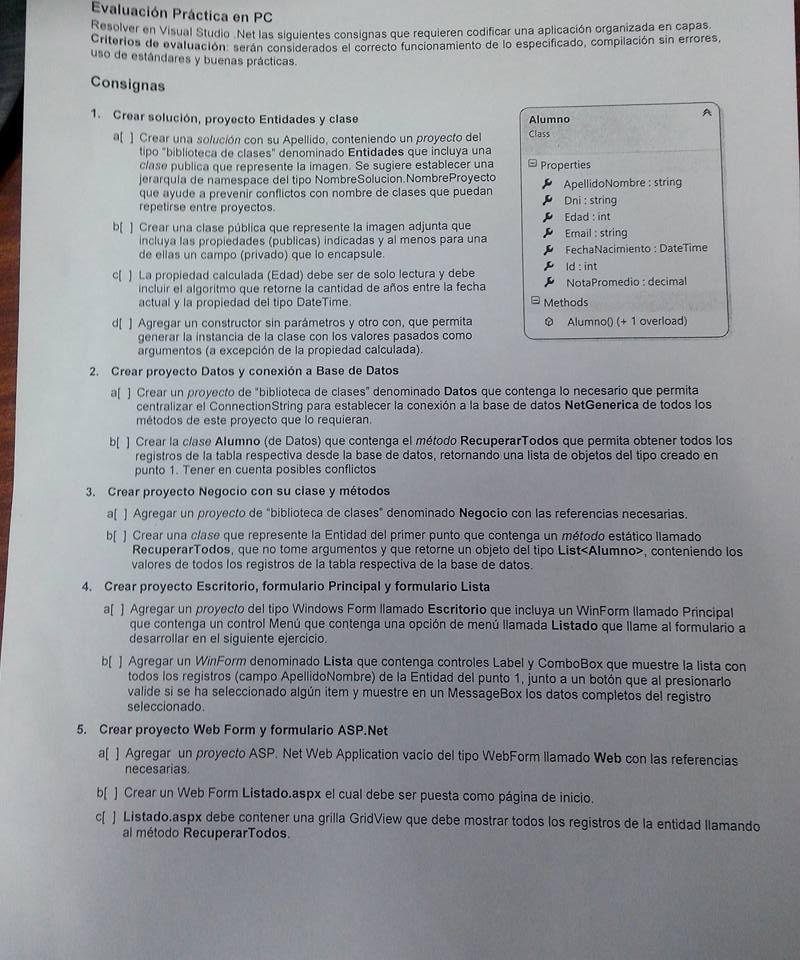 Evaluación Práctica en PC
Resolver en Visual Studio .Net las siguientes consignas que requieren codificar una aplicación organizada en capas.
Criterios de evaluación: serán considerados el correcto funcionamiento de lo especificado, compilación sin errores,
uso de estándares y buenas prácticas.
Consignas
1. Crear solución, proyecto Entidades y clase
a[ ] Crear una solución con su Apellido, conteniendo un proyecto del
tipo "biblioteca de clases" denominado Entidades que incluya una
clase publica que represente la imagen. Se sugiere establecer una
jerarquía de namespace del tipo NombreSolucion.NombreProyecto
que ayude a prevenir conflictos con nombre de clases que puedan
repetirse entre proyectos.
b[ ] Crear una clase pública que represente la imagen adjunta que
incluya las propiedades (publicas) indicadas y al menos para una
de ellas un campo (privado) que lo encapsule.
c[ ] La propiedad calculada (Edad) debe ser de solo lectura y debe
incluir el algoritmo que retorne la cantidad de años entre la fecha
actual y la propiedad del tipo DateTime.
d[ ] Agregar un constructor sin parámetros y otro con, que permita
generar la instancia de la clase con los valores pasados como
argumentos (a excepción de la propiedad calculada).
Alumno
Class
Properties
ApellidoNombre : string
Dni : string
Edad : int
Email : string
FechaNacimiento : DateTime
Id : int
NotaPromedio : decimal
Methods
Alumno() (+ 1 overload)
2. Crear proyecto Datos y conexión a Base de Datos
a[ ] Crear un proyecto de "biblioteca de clases" denominado Datos que contenga lo necesario que permita
centralizar el ConnectionString para establecer la conexión a la base de datos NetGenerica de todos los
métodos de este proyecto que lo requieran.
b[ ] Crear la clase Alumno (de Datos) que contenga el método RecuperarTodos que permita obtener todos los
registros de la tabla respectiva desde la base de datos, retornando una lista de objetos del tipo creado en
punto 1. Tener en cuenta posibles conflictos
3. Crear proyecto Negocio con su clase y métodos
a[ ] Agregar un proyecto de "biblioteca de clases" denominado Negocio con las referencias necesarias.
b[ ] Crear una clase que represente la Entidad del primer punto que contenga un método estático llamado
RecuperarTodos, que no tome argumentos y que retorne un objeto del tipo List<Alumno>, conteniendo los
valores de todos los registros de la tabla respectiva de la base de datos.
4. Crear proyecto Escritorio, formulario Principal y formulario Lista
a[ ] Agregar un proyecto del tipo Windows Form llamado Escritorio que incluya un WinForm llamado Principal
que contenga un control Menú que contenga una opción de menú llamada Listado que llame al formulario a
desarrollar en el siguiente ejercicio.
b[ ] Agregar un WinForm denominado Lista que contenga controles Label y ComboBox que muestre la lista con
todos los registros (campo ApellidoNombre) de la Entidad del punto 1, junto a un botón que al presionarlo
valide si se ha seleccionado algún item y muestre en un MessageBox los datos completos del registro
seleccionado.
5. Crear proyecto Web Form y formulario ASP.Net
a[ ] Agregar un proyecto ASP. Net Web Application vacío del tipo WebForm llamado Web con las referencias
necesarias.
b[ ] Crear un Web Form Listado.aspx el cual debe ser puesta como página de inicio.
c[ ] Listado.aspx debe contener una grilla GridView que debe mostrar todos los registros de la entidad llamando
al método RecuperarTodos.